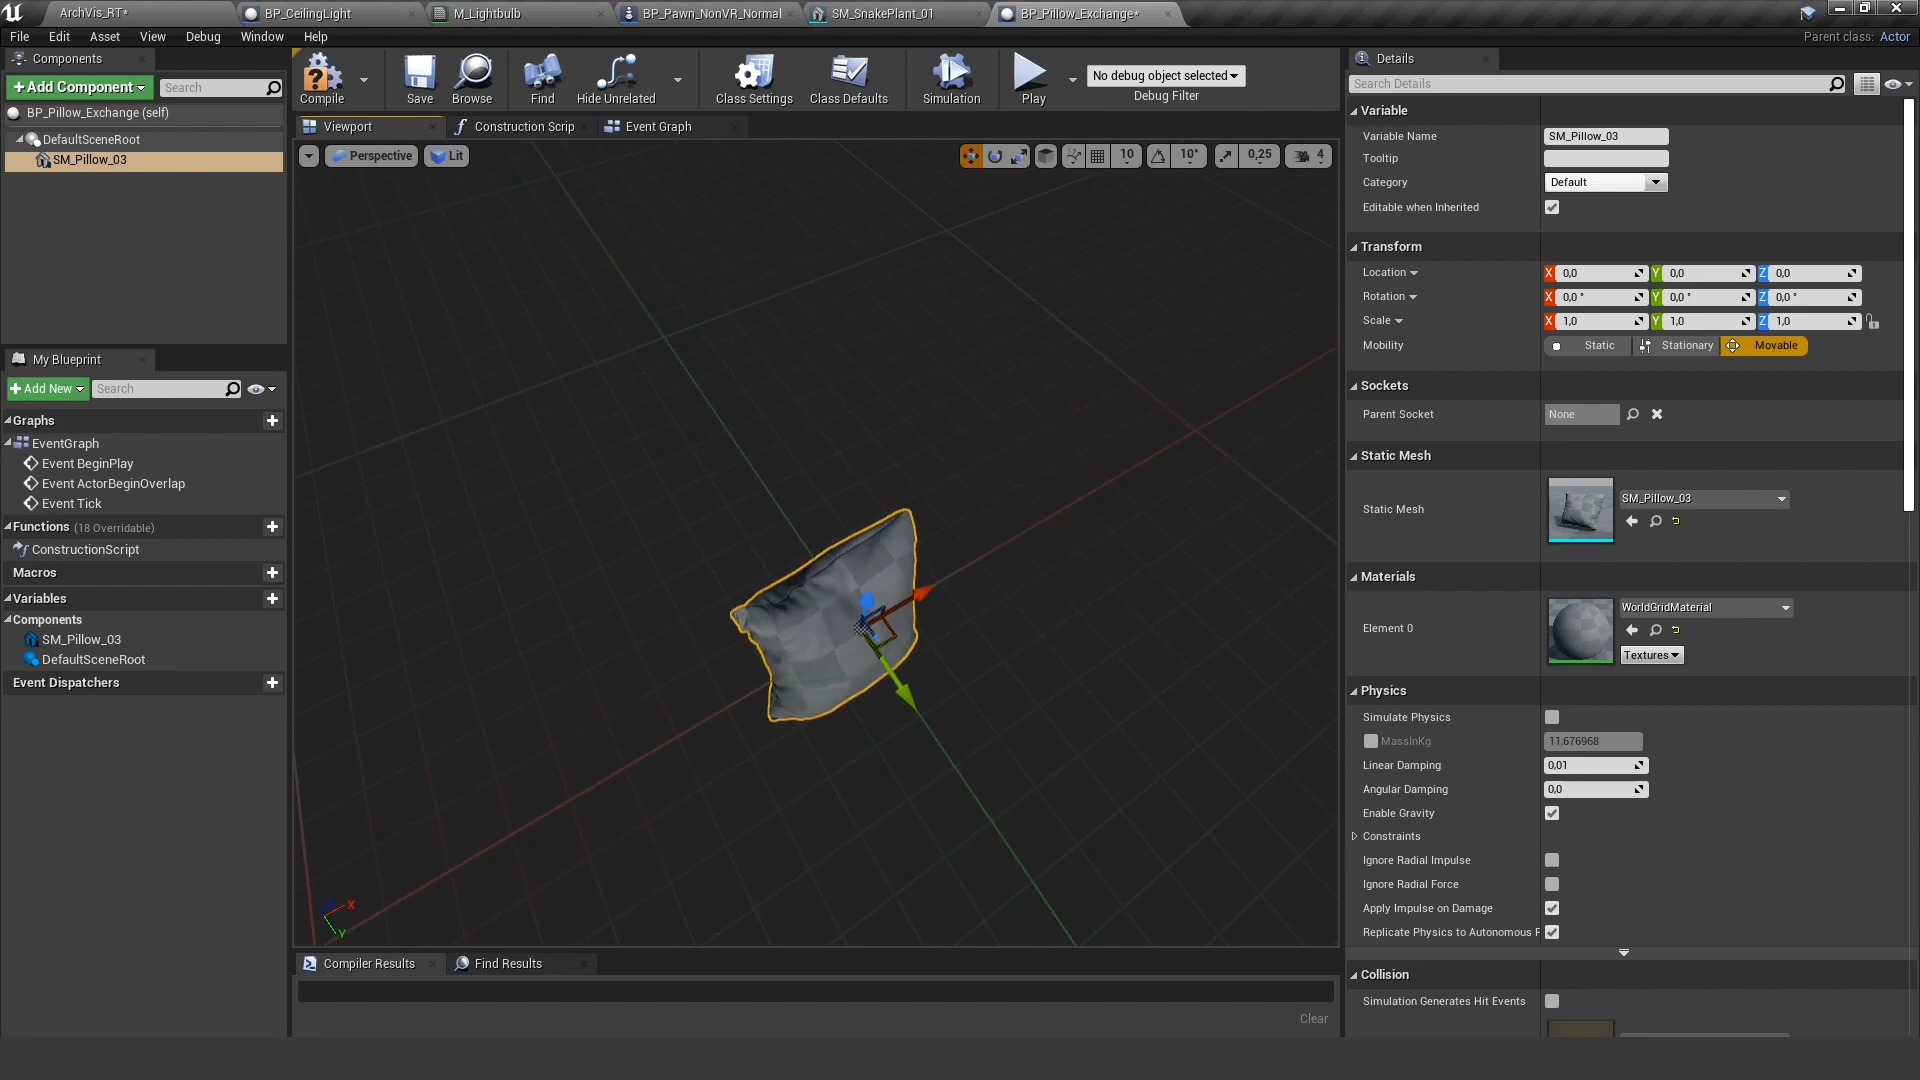 ArchVis_RT*
BP_CeilingLight
M_Lightbulb
BP_Pawn_NonVR_Normal
SM_SnakePlant_01
BP_Pillow_Exchange*
File Edit Asset View Debug Window Help
Parent class: Actor
Components
+Add Component
Search
BP_Pillow_Exchange (self)
DefaultSceneRoot
SM_Pillow_03
Compile
Save
Browse
Find
Hide Unrelated
Class Settings
Class Defaults
Simulation
Play
No debug object selected
Debug Filter
Viewport
Construction Scrip
Event Graph
Perspective
Lit
10
10°
0,25
4
X
Y
My Blueprint
+Add New
Search
Graphs
EventGraph
Event BeginPlay
Event ActorBeginOverlap
Event Tick
Functions (18 Overridable)
ConstructionScript
Macros
Variables
Components
SM_Pillow_03
DefaultSceneRoot
Event Dispatchers
Compiler Results
Find Results
Clear
Details
Search Details
Variable
Variable Name SM_Pillow_03
Tooltip
Category Default
Editable when Inherited
Transform
Location X 0,0 Y 0,0 Z 0,0
Rotation X 0,0 ° Y 0,0 ° Z 0,0 °
Scale X 1,0 Y 1,0 Z 1,0
Mobility Static Stationary Movable
Sockets
Parent Socket None
Static Mesh
Static Mesh SM_Pillow_03
Materials
Element 0 WorldGridMaterial
Textures
Physics
Simulate Physics
MassInKg 11,676968
Linear Damping 0,01
Angular Damping 0,0
Enable Gravity
Constraints
Ignore Radial Impulse
Ignore Radial Force
Apply Impulse on Damage
Replicate Physics to Autonomous
Collision
Simulation Generates Hit Events